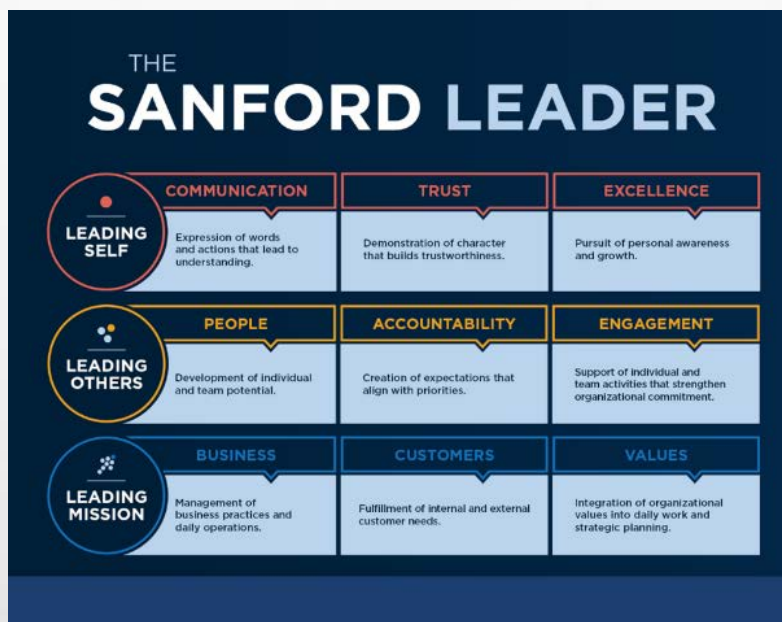 THE
SANFORD LEADER
LEADING
SELF
COMMUNICATION
Expression of words
and actions that lead to
understanding.
TRUST
Demonstration of character
that builds trustworthiness.
EXCELLENCE
Pursuit of personal awareness
and growth.
LEADING
OTHERS
PEOPLE
Development of individual
and team potential.
ACCOUNTABILITY
Creation of expectations that
align with priorities.
ENGAGEMENT
Support of individual and
team activities that strengthen
organizational commitment.
LEADING
MISSION
BUSINESS
Management of
business practices and
daily operations.
CUSTOMERS
Fulfillment of internal and external
customer needs.
VALUES
Integration of organizational
values into daily work and
strategic planning.